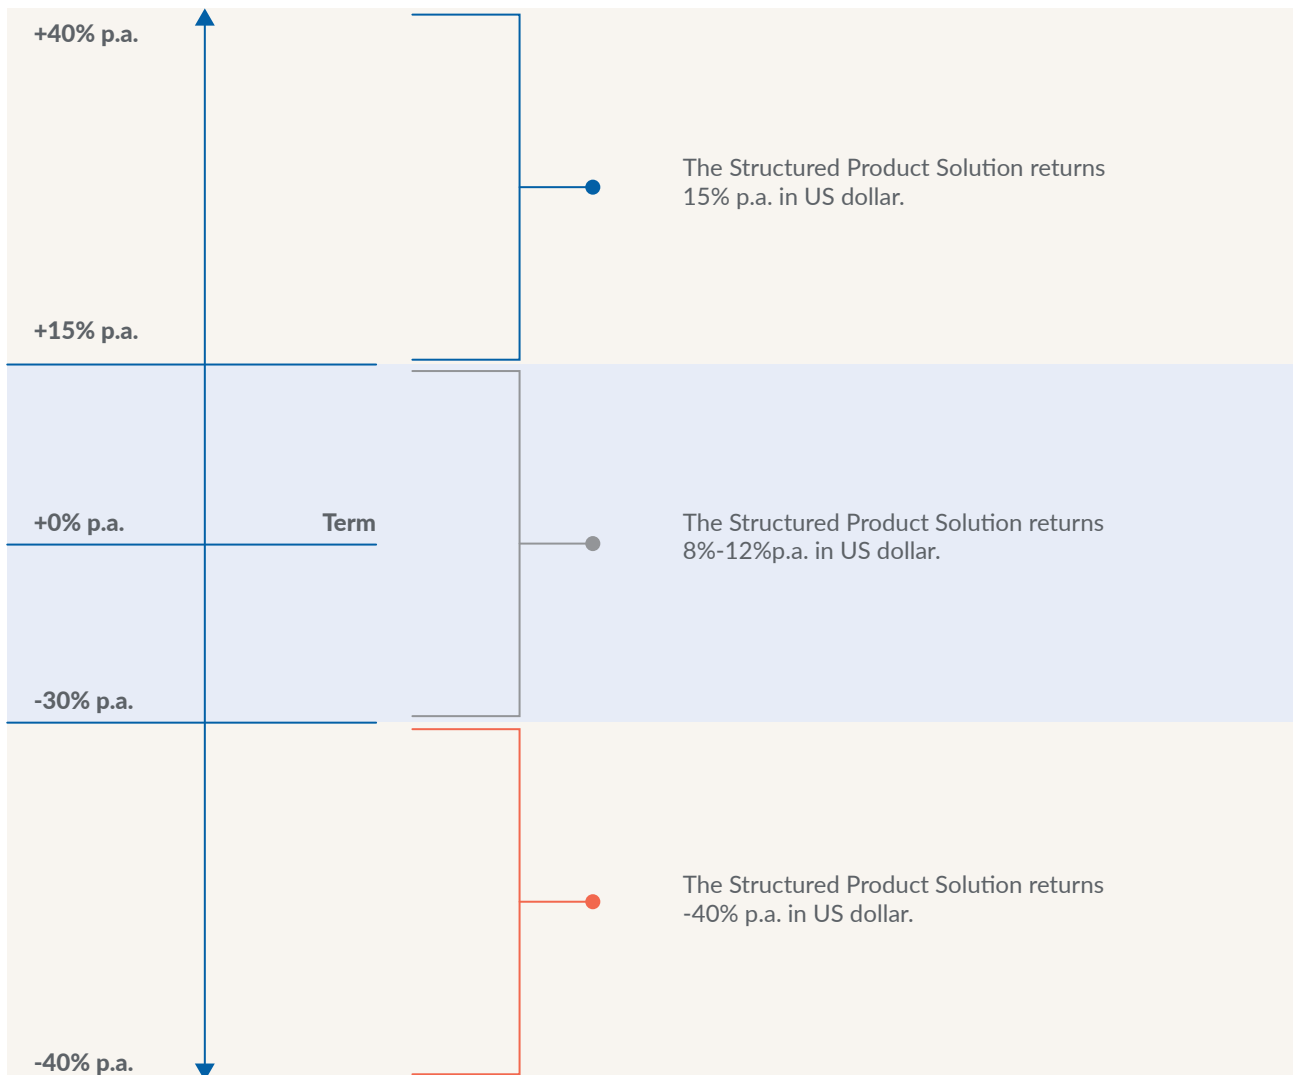 +40% p.a.
The Structured Product Solution returns
15% p.a. in US dollar.
+15% p.a.
+0% p.a.
Term
The Structured Product Solution returns
8%-12%p.a. in US dollar.
-30% p.a.
The Structured Product Solution returns
-40% p.a. in US dollar.
-40% p.a.